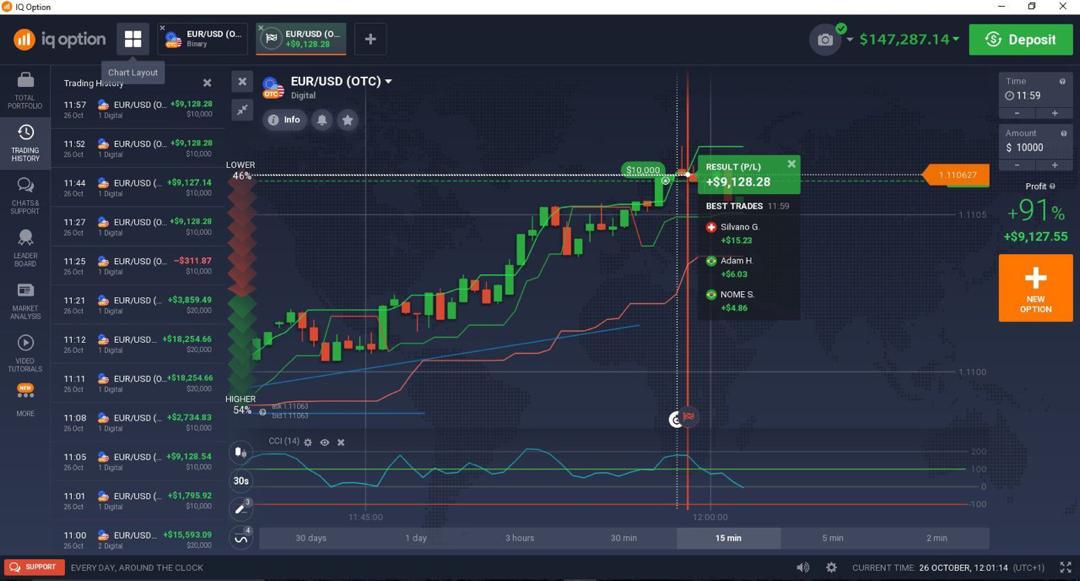 IQ Option
iq option
EUR/USD (O...
Binary
EUR/USD (O...
+$9,128.28
$147,287.14
Deposit
Chart Layout
Trading History
TOTAL
PORTFOLIO
TRADING
HISTORY
CHATS &
SUPPORT
LEADER
BOARD
MARKET
ANALYSIS
VIDEO
TUTORIALS
NEW
MORE
11:57 EUR/USD (O... +$9,128.28
26 Oct 1 Digital $10,000
11:52 EUR/USD (O... +$9,128.28
26 Oct 1 Digital $10,000
11:44 EUR/USD (... +$9,127.14
26 Oct 1 Digital $10,000
11:27 EUR/USD (... +$9,128.28
26 Oct 1 Digital $10,000
11:25 EUR/USD (O... -$311.87
26 Oct 1 Digital $10,000
11:21 EUR/USD (... +$3,859.49
26 Oct 1 Digital $20,000
11:12 EUR/USD... +$18,254.66
26 Oct 1 Digital $20,000
11:11 EUR/USD (... +$18,254.66
26 Oct 1 Digital $20,000
11:08 EUR/USD (... +$2,734.83
26 Oct 1 Digital $10,000
11:05 EUR/USD (... +$9,128.54
26 Oct 1 Digital $10,000
11:01 EUR/USD (... +$1,795.92
26 Oct 1 Digital $10,000
11:00 EUR/USD... +$15,593.09
26 Oct 2 Digital $20,000
OTC
EUR/USD (OTC)
Digital
Info
LOWER
46%
HIGHER
54%
ask 1.11063
bid 1.11063
$10,000
RESULT (P/L)
+$9,128.28
BEST TRADES 11:59
Silvano G.
+$15.23
Adam H.
+$6.03
NOME S.
+$4.86
1.110627
1.1105
1.1100
CCI (14)
200
100
0
-100
30s
3
4
11:45:00
12:00:00
30 days
1 day
3 hours
30 min
15 min
5 min
2 min
Time
11:59
- +
Amount
$ 10000
- +
Profit
+91%
+$9,127.55
NEW
OPTION
SUPPORT
EVERY DAY, AROUND THE CLOCK
CURRENT TIME: 26 OCTOBER, 12:01:14 (UTC+1)